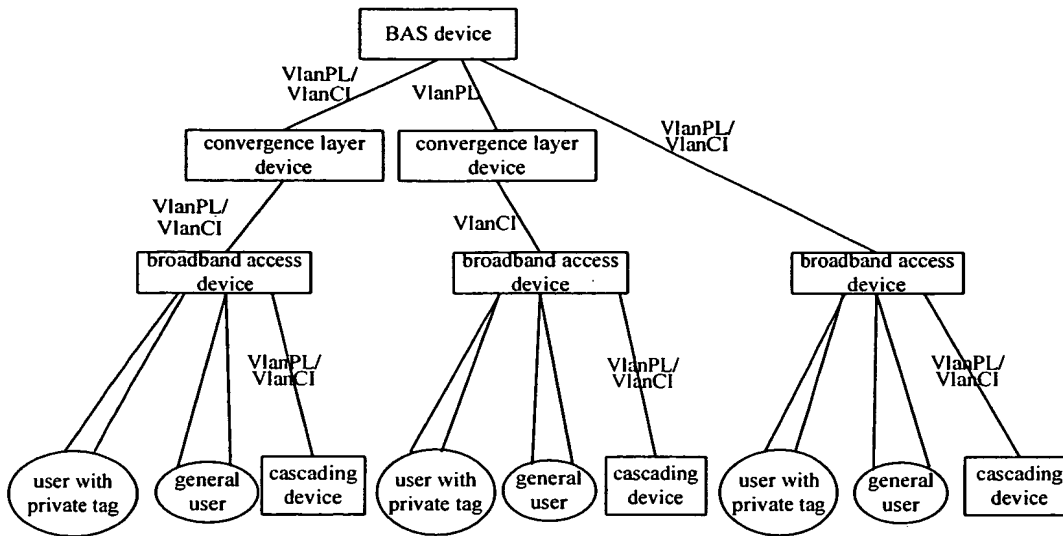 BAS device
VlanPL/
VlanCI
VlanPL
VlanPL/
VlanCI
convergence layer
device
convergence layer
device
VlanPL/
VlanCI
VlanCI
broadband access
device
broadband access
device
broadband access
device
VlanPL/
VlanCI
VlanPL/
VlanCI
VlanPL/
VlanCI
user with
private tag
general
user
cascading
device
user with
private tag
general
user
cascading
device
user with
private tag
general
user
cascading
device